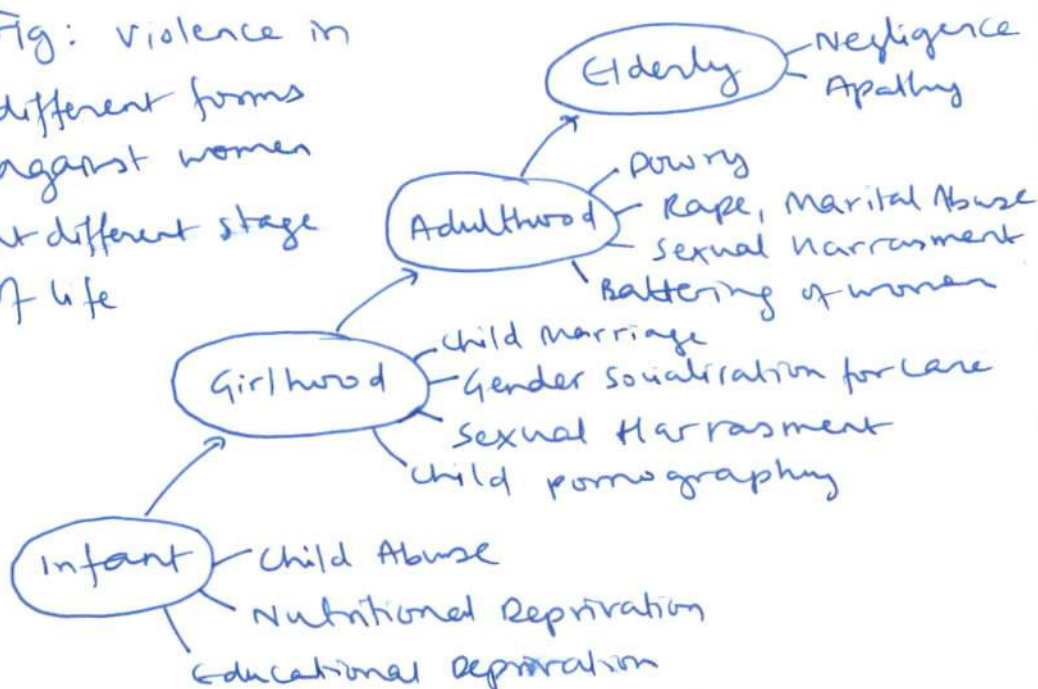 Fig: Violence in
different forms
against women
at different stage
of life
Elderly
Negligence
Apathy
Adulthood
Dowry
Rape, Marital Abuse
Sexual Harrasment
Battering of women
Girlhood
Child Marriage
Gender Socialisation for care
Sexual Harrasment
Child pornography
Infant
Child Abuse
Nutritional Deprivation
Educational Deprivation